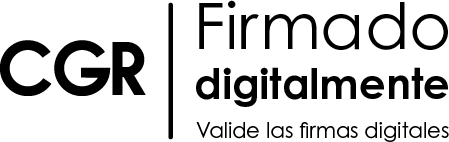 CGR
Firmado
digitalmente
Valide las firmas digitales